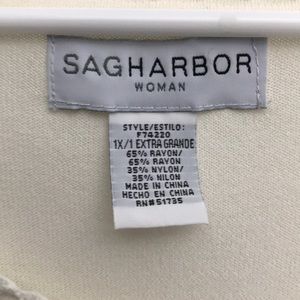 SAGHARBOR
WOMAN
STYLE/ESTILO:
F74220
1X/1 EXTRA GRANDE
65% RAYON/
65% RAYON
35% NYLON/
35% NILON
MADE IN CHINA
HECHO EN CHINA
RN#51735